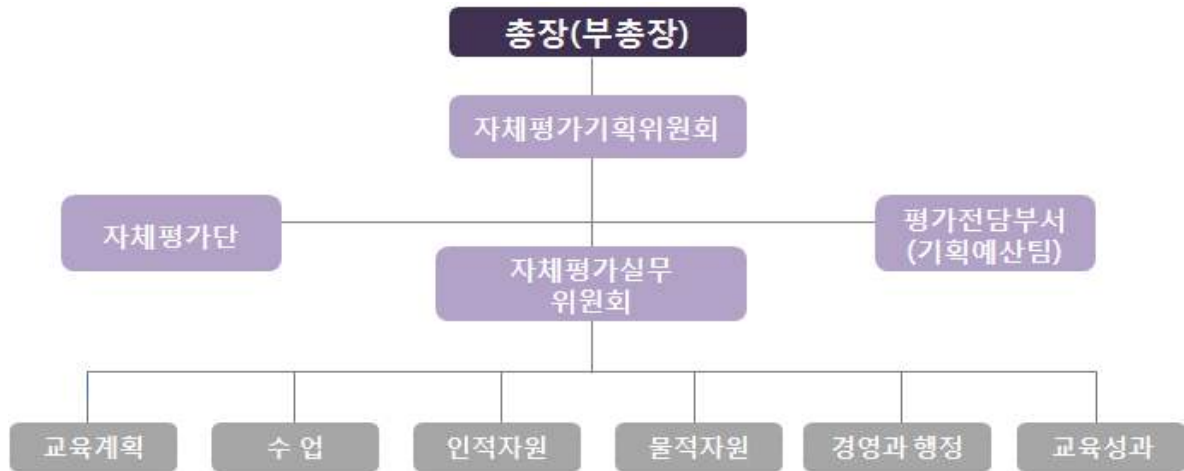 총장(부총장)
자체평가기획위원회
자체평가단
평가전담부서
(기획예산팀)
자체평가실무
위원회
교육계획
수 업
인적자원
물적자원
경영과 행정
교육성과